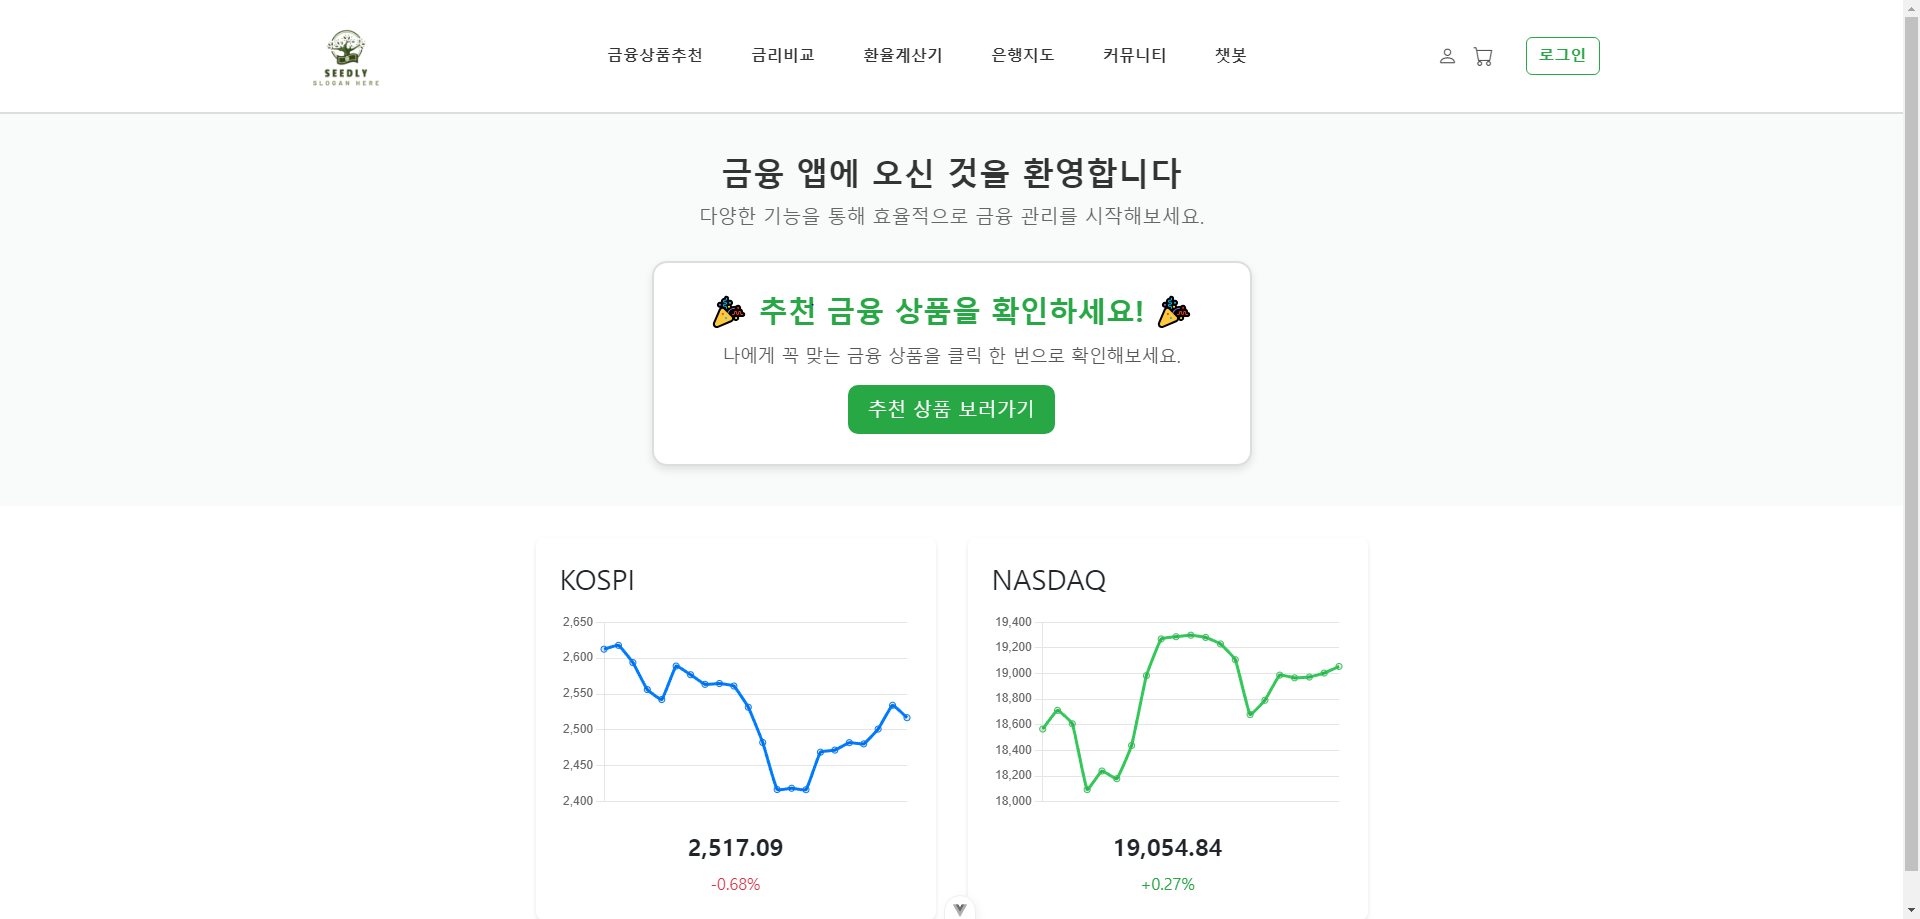 SEEDLY
SLOGAN HERE
금융상품추천 금리비교 환율계산기 은행지도 커뮤니티 챗봇
로그인
금융 앱에 오신 것을 환영합니다
다양한 기능을 통해 효율적으로 금융 관리를 시작해보세요.
추천 금융 상품을 확인하세요!
나에게 꼭 맞는 금융 상품을 클릭 한 번으로 확인해보세요.
추천 상품 보러가기
KOSPI
2,650
2,600
2,550
2,500
2,450
2,400
2,517.09
-0.68%
NASDAQ
19,400
19,200
19,000
18,800
18,600
18,400
18,200
18,000
19,054.84
+0.27%